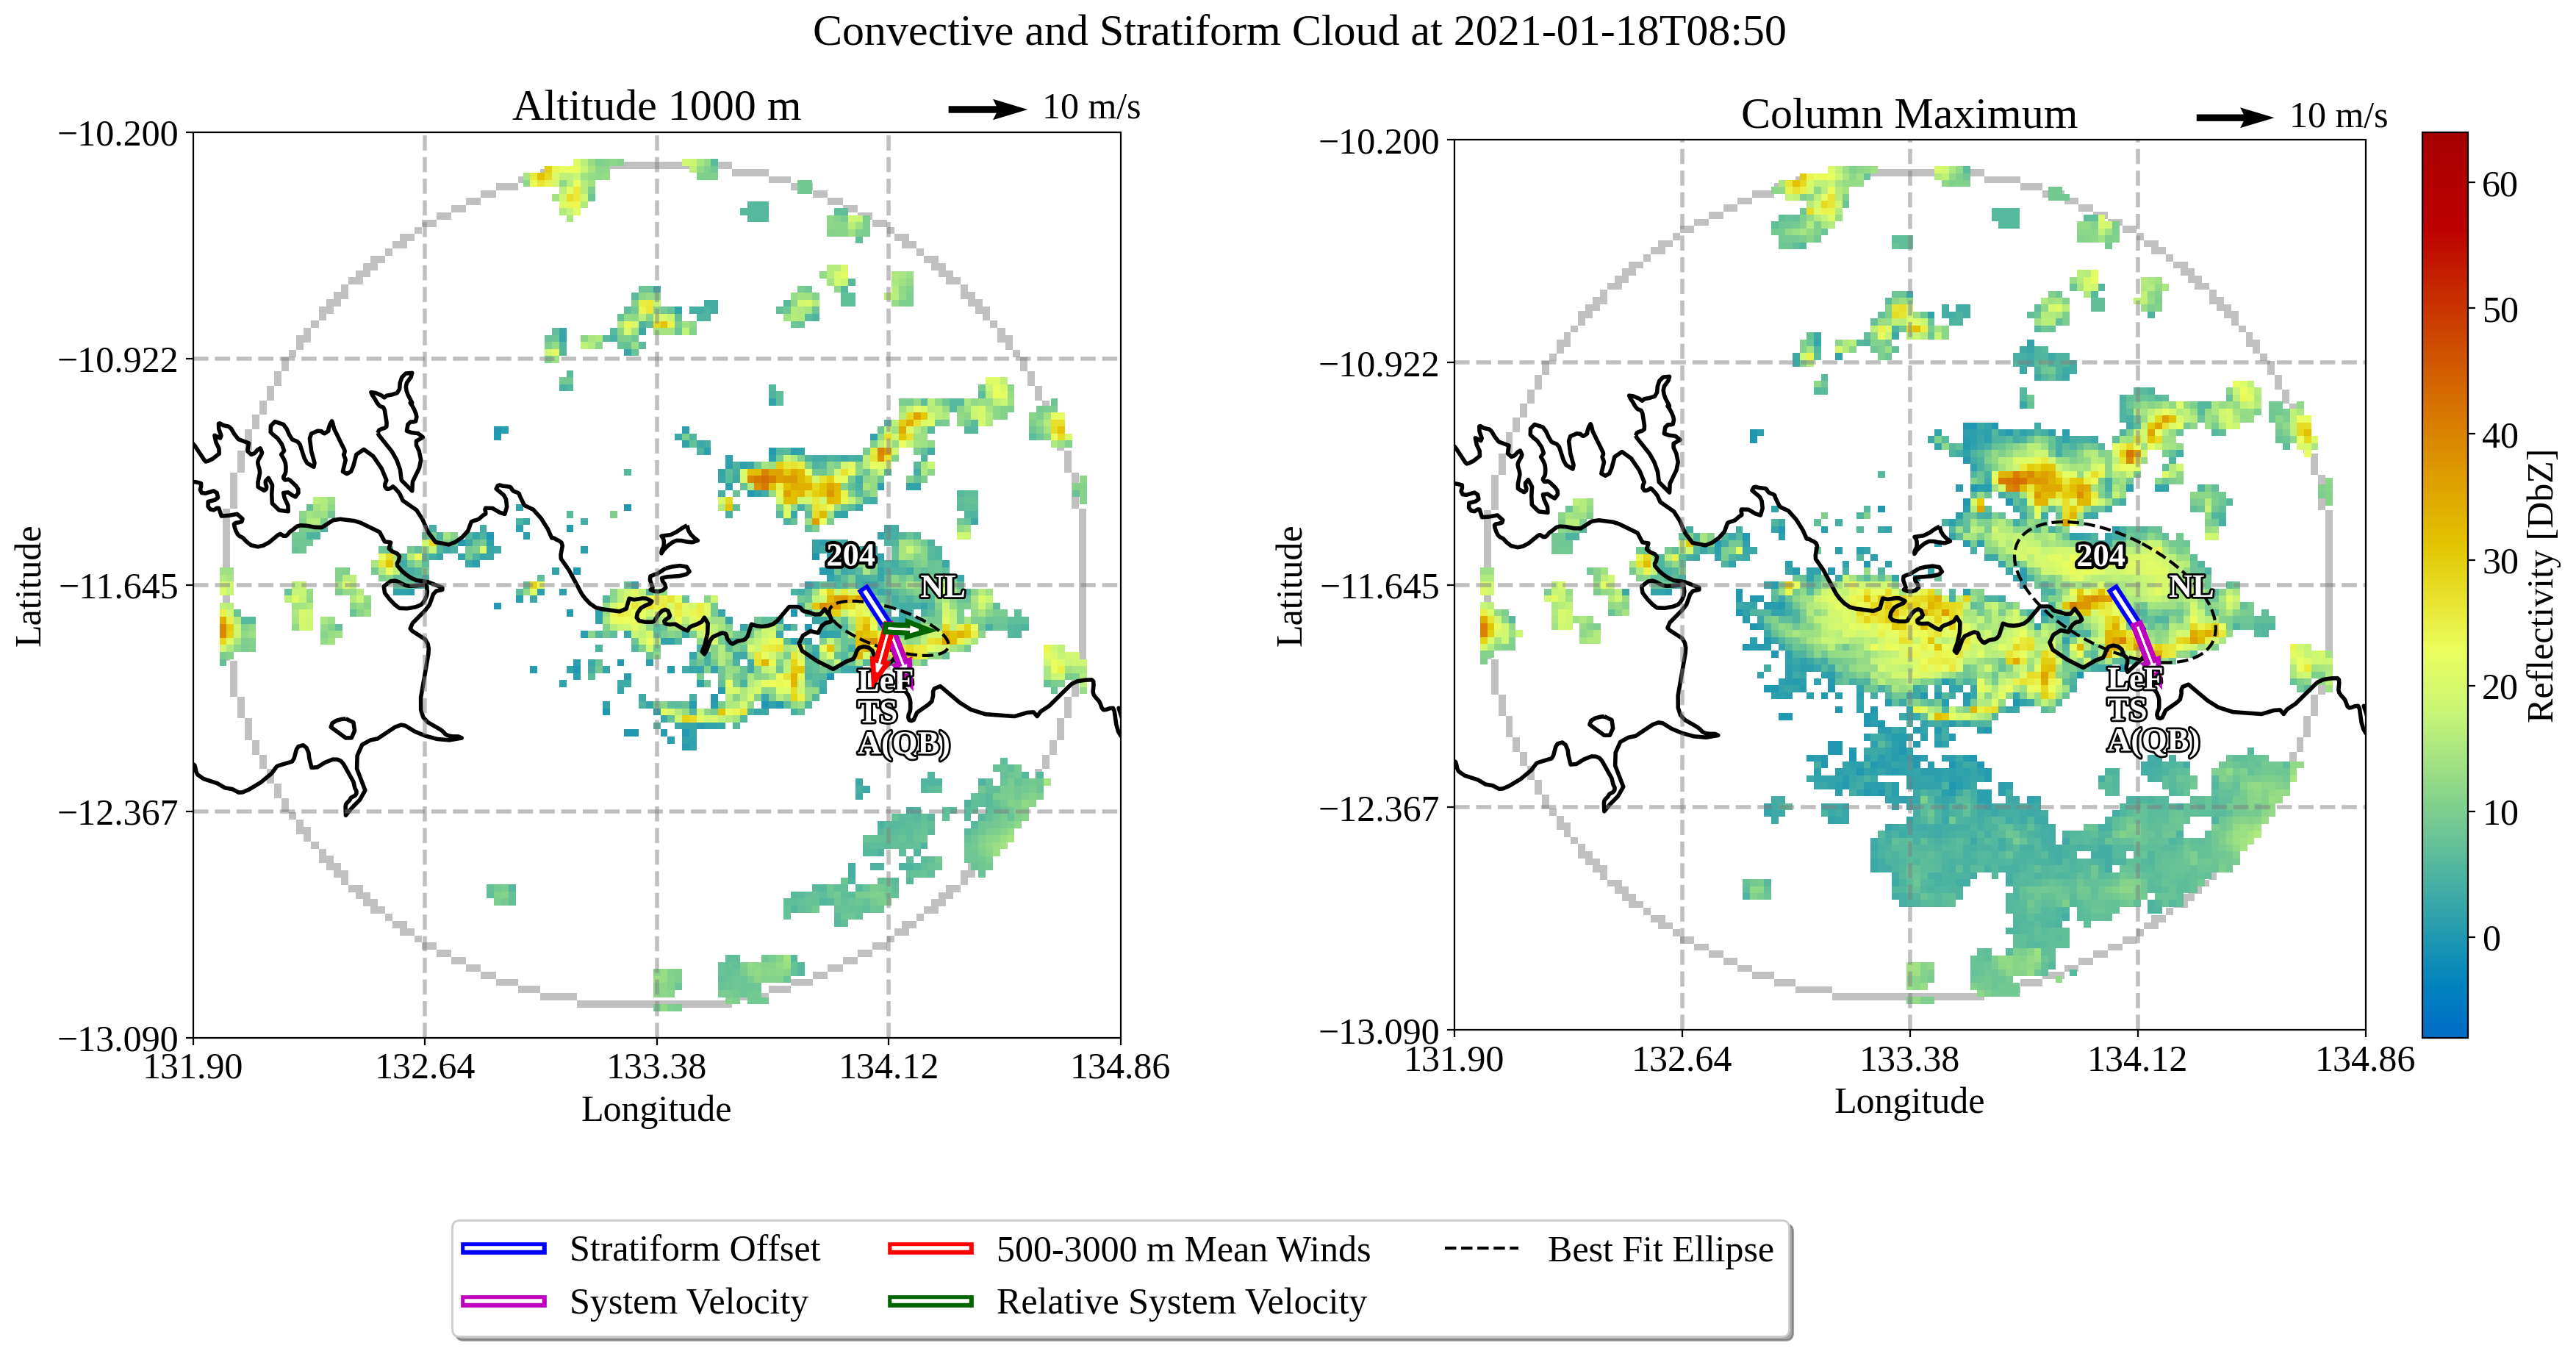 Convective and Stratiform Cloud at 2021-01-18T08:50
Altitude 1000 m
10 m/s
−10.200
−10.922
−11.645
−12.367
−13.090
Latitude
131.90
132.64
133.38
134.12
134.86
Longitude
204
NL
LeF
TS
A(QB)
Column Maximum
10 m/s
−10.200
−10.922
−11.645
−12.367
−13.090
Latitude
131.90
132.64
133.38
134.12
134.86
Longitude
204
NL
LeF
TS
A(QB)
60
50
40
30
20
10
0
Reflectivity [DbZ]
Stratiform Offset
System Velocity
500-3000 m Mean Winds
Relative System Velocity
Best Fit Ellipse